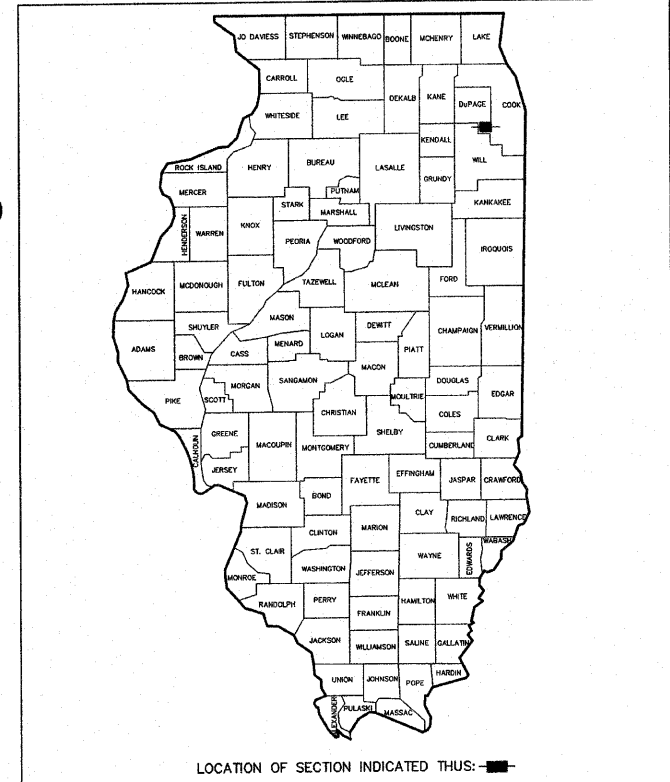 JO DAVIESS STEPHENSON WINNEBAGO BOONE MCHENRY LAKE
CARROLL OGLE DEKALB KANE DuPAGE COOK
WHITESIDE LEE KENDALL
WILL
ROCK ISLAND HENRY BUREAU LASALLE GRUNDY
MERCER PUTNAM KANKAKEE
STARK MARSHALL
HENDERSON WARREN KNOX PEORIA WOODFORD LIVINGSTON IROQUOIS
HANCOCK MCDONOUGH FULTON TAZEWELL MCLEAN FORD
MASON
SHUYLER LOGAN DEWITT CHAMPAIGN VERMILLION
ADAMS BROWN CASS MENARD PIATT
MACON
MORGAN SANGAMON DOUGLAS EDGAR
PIKE SCOTT CHRISTIAN MOULTRIE COLES
GREENE MACOUPIN SHELBY
CALHOUN MONTGOMERY CUMBERLAND CLARK
JERSEY FAYETTE EFFINGHAM JASPAR CRAWFORD
MADISON BOND
CLAY RICHLAND LAWRENCE
CLINTON MARION
ST. CLAIR WAYNE EDWARDS WABASH
WASHINGTON JEFFERSON
MONROE
RANDOLPH PERRY HAMILTON WHITE
FRANKLIN
JACKSON WILLIAMSON SALINE GALLATIN
UNION JOHNSON POPE HARDIN
ALEXANDER PULASKI MASSAC
LOCATION OF SECTION INDICATED THUS: